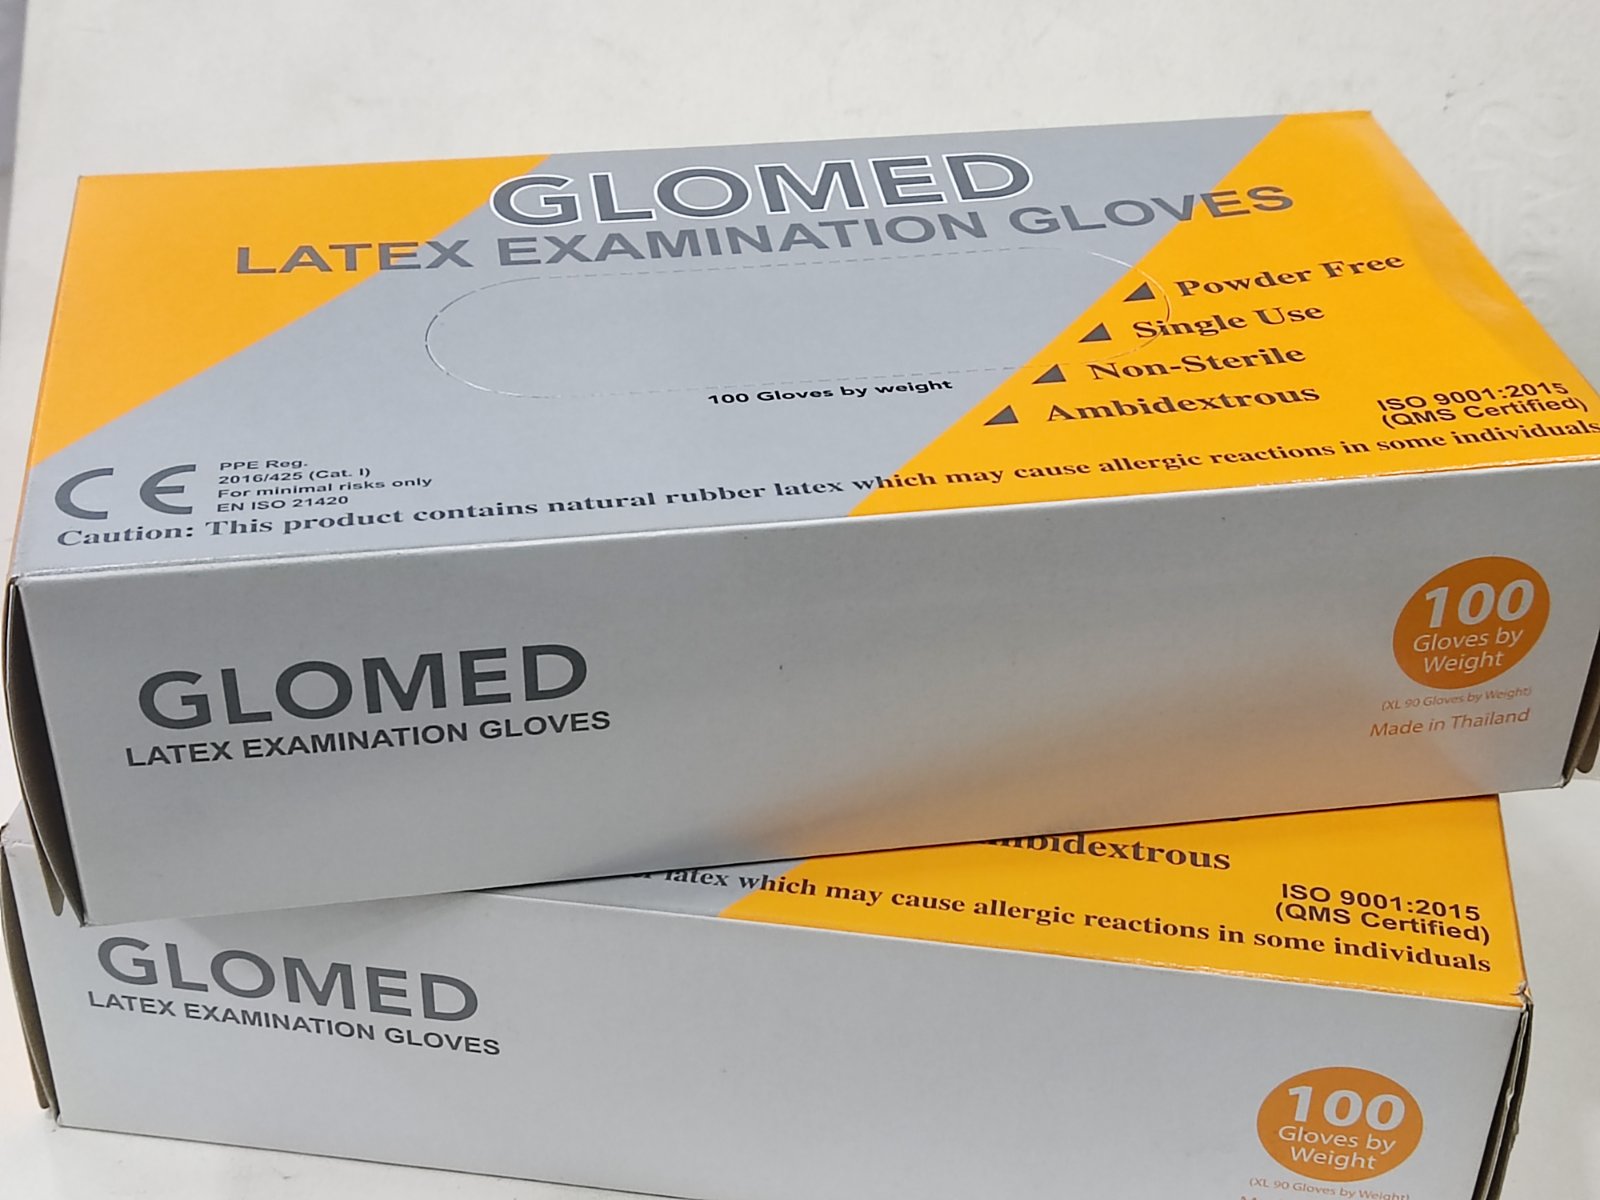 GLOMED
LATEX EXAMINATION GLOVES
Powder Free
Single Use
Non-Sterile
Ambidextrous
100 Gloves by weight
ISO 9001:2015
(QMS Certified)
CE
PPE Reg.
2016/425 (Cat. I)
For minimal risks only
EN ISO 21420
Caution: This product contains natural rubber latex which may cause allergic reactions in some individuals
GLOMED
LATEX EXAMINATION GLOVES
100
Gloves by
Weight
(XL 90 Gloves by Weight)
Made in Thailand
latex which may cause allergic reactions in some individuals
ISO 9001:2015
(QMS Certified)
GLOMED
LATEX EXAMINATION GLOVES
100
Gloves by
Weight
(XL 90 Gloves by Weight)